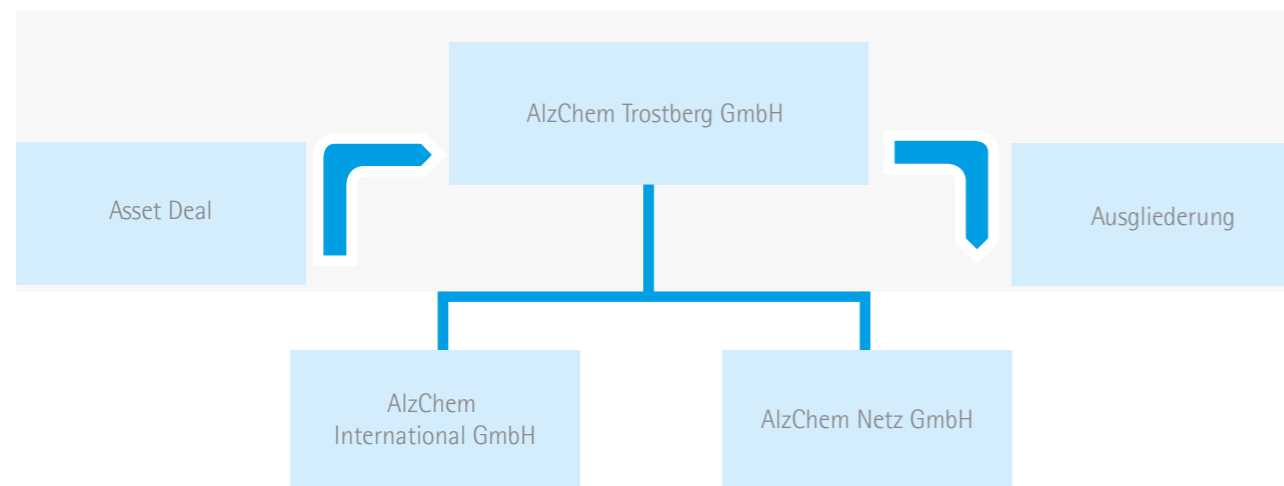 AlzChem Trostberg GmbH
Asset Deal
Ausgliederung
AlzChem
International GmbH
AlzChem Netz GmbH